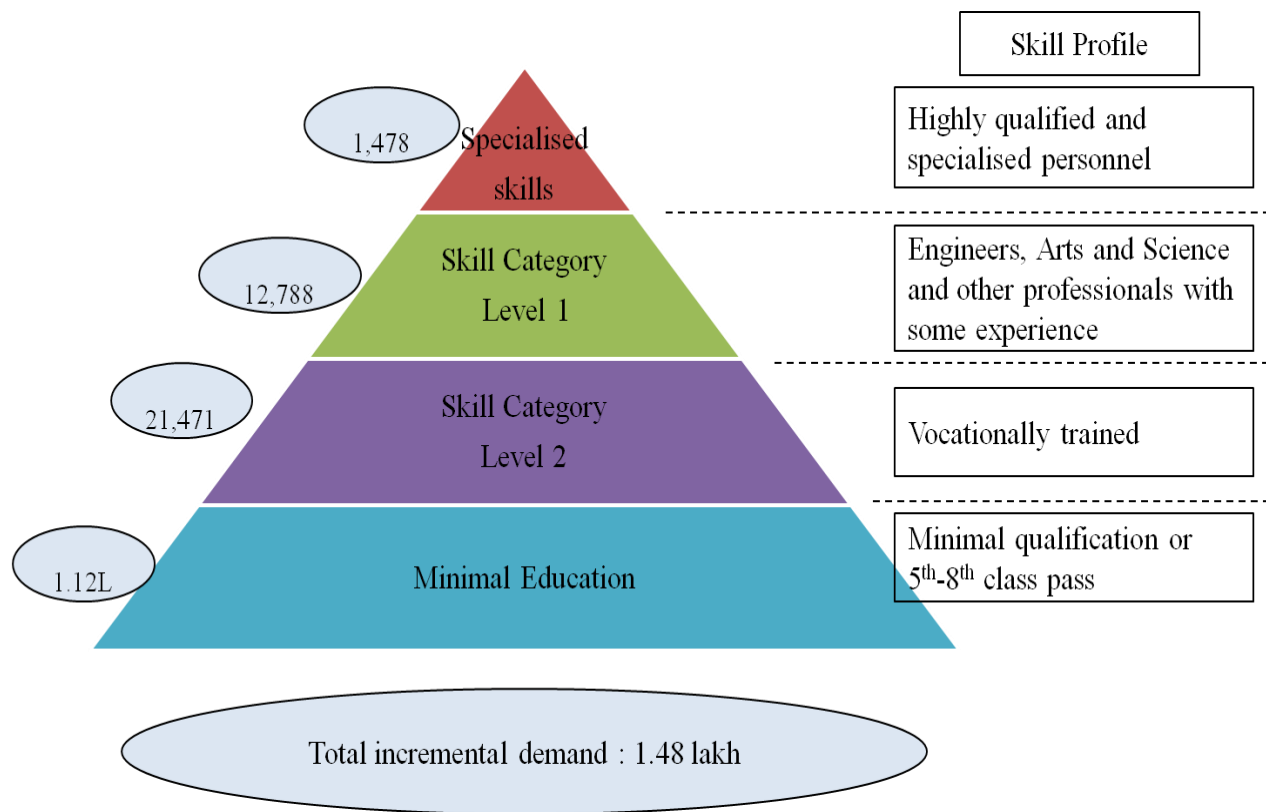 Skill Profile
1,478
Specialised
skills
Highly qualified and
specialised personnel
12,788
Skill Category
Level 1
Engineers, Arts and Science
and other professionals with
some experience
21,471
Skill Category
Level 2
Vocationally trained
1.12L
Minimal Education
Minimal qualification or
5th-8th class pass
Total incremental demand : 1.48 lakh